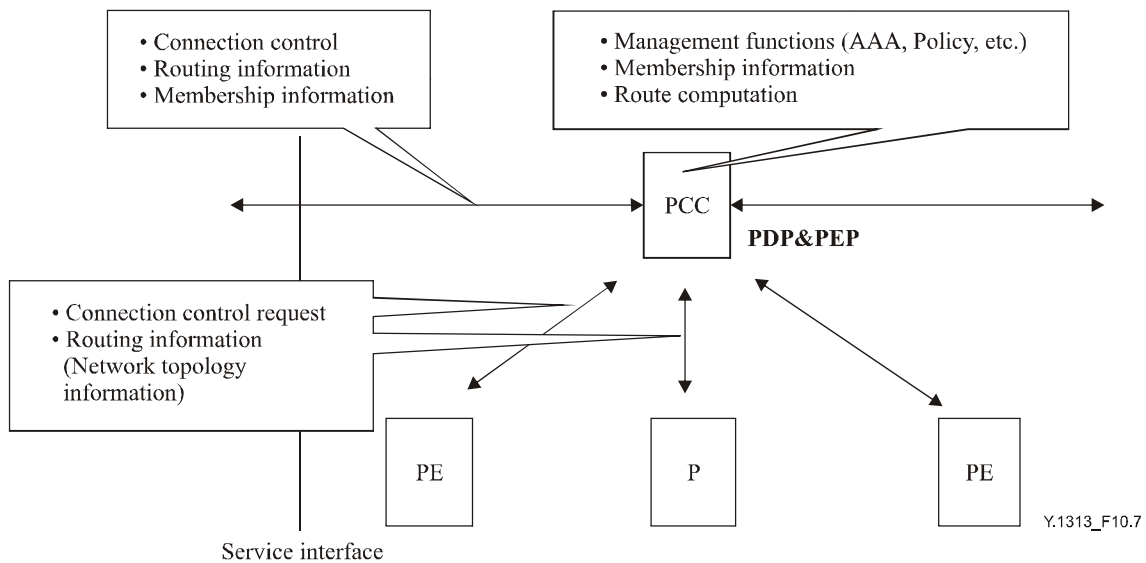 • Connection control
• Routing information
• Membership information
• Management functions (AAA, Policy, etc.)
• Membership information
• Route computation
PCC
PDP&PEP
• Connection control request
• Routing information
(Network topology
information)
PE
P
PE
Y.1313_F10.7
Service interface